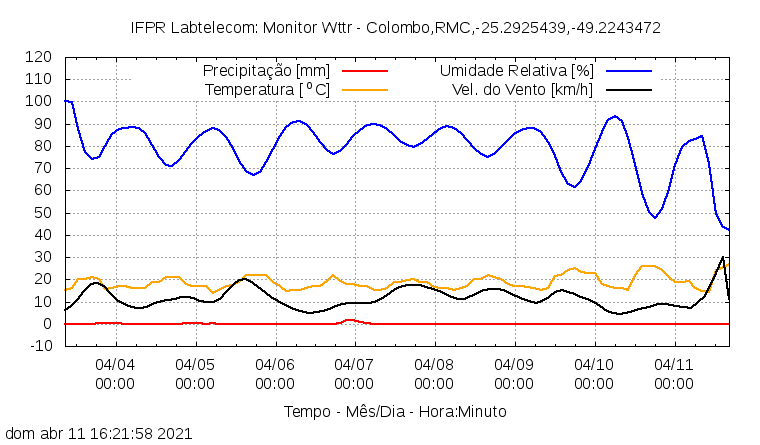 IFPR Labtelecom: Monitor Wttr - Colombo,RMC,-25.2925439,-49.2243472
Precipitação [mm]
Temperatura [⁰C]
Umidade Relativa [%]
Vel. do Vento [km/h]
120
110
100
90
80
70
60
50
40
30
20
10
0
-10
04/04 04/05 04/06 04/07 04/08 04/09 04/10 04/11
00:00 00:00 00:00 00:00 00:00 00:00 00:00 00:00
Tempo - Mês/Dia - Hora:Minuto
dom abr 11 16:21:58 2021